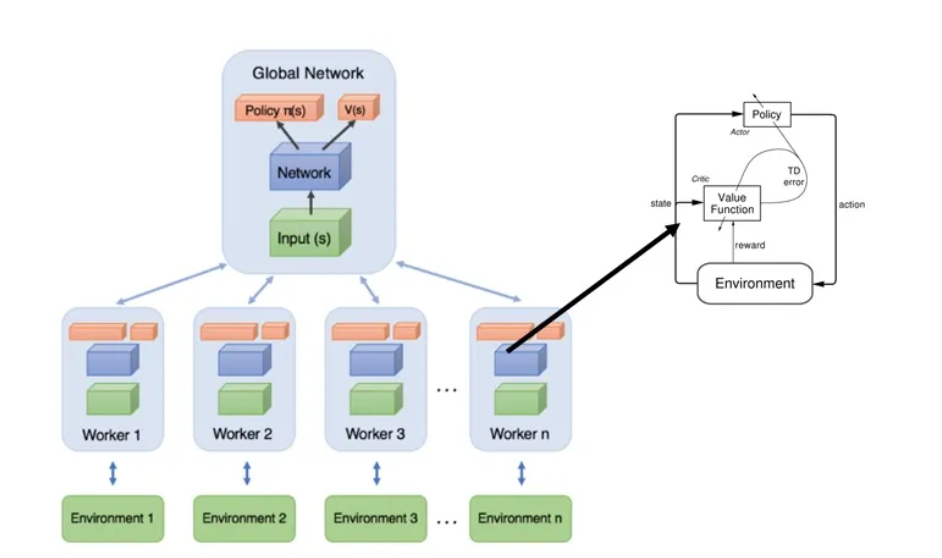 Global Network
Policy π(s)
V(s)
Network
Input (s)
Worker 1
Worker 2
Worker 3
...
Worker n
Environment 1
Environment 2
Environment 3
...
Environment n
Policy
Actor
TD
error
Critic
state
Value
Function
action
reward
Environment